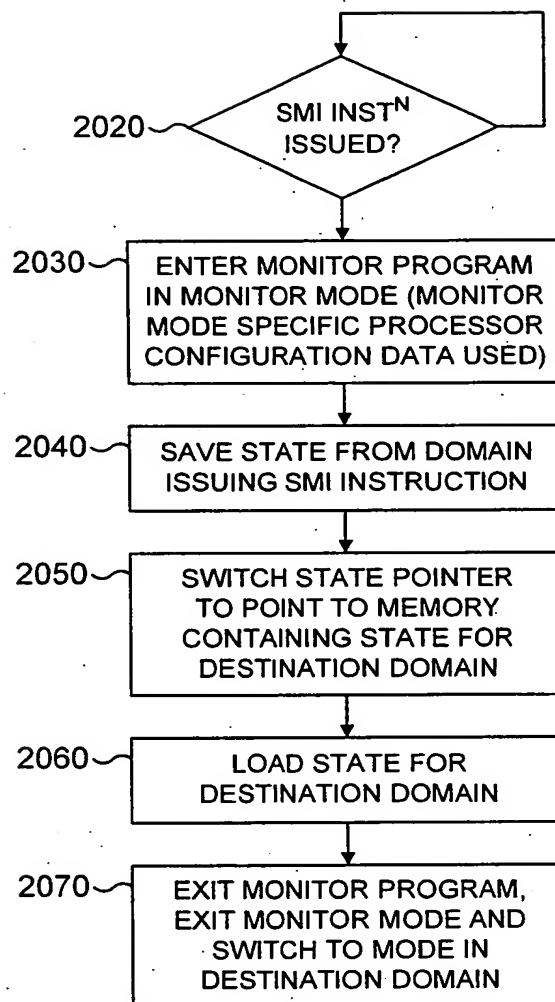 2020
SMI INST^N
ISSUED?
2030
ENTER MONITOR PROGRAM
IN MONITOR MODE (MONITOR
MODE SPECIFIC PROCESSOR
CONFIGURATION DATA USED)
2040
SAVE STATE FROM DOMAIN
ISSUING SMI INSTRUCTION
2050
SWITCH STATE POINTER
TO POINT TO MEMORY
CONTAINING STATE FOR
DESTINATION DOMAIN
2060
LOAD STATE FOR
DESTINATION DOMAIN
2070
EXIT MONITOR PROGRAM,
EXIT MONITOR MODE AND
SWITCH TO MODE IN
DESTINATION DOMAIN